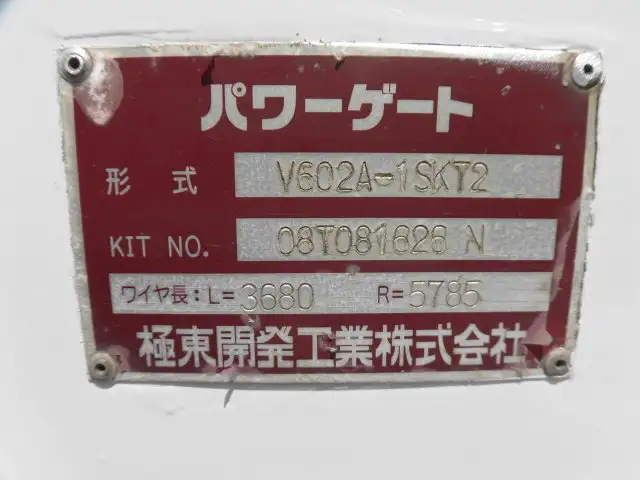 パワーゲート
形式 V602A-1SKT2
KIT NO. 08T081626 N
ワイヤ長:L=3680 R=5785
極東開発工業株式会社